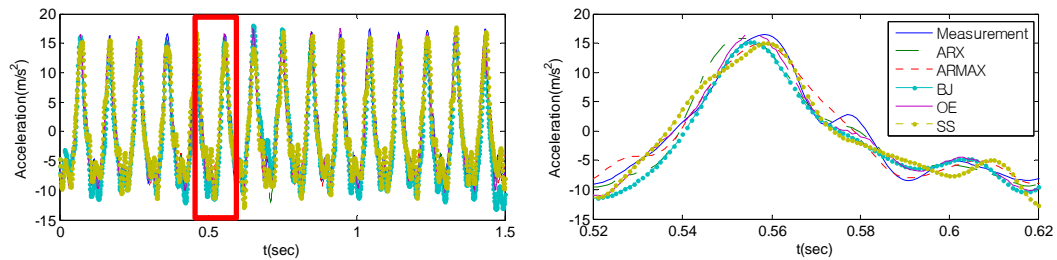 Acceleration(m/s²)
20
15
10
5
0
-5
-10
-15
0
0.5
1
1.5
t(sec)
Acceleration(m/s²)
20
15
10
5
0
-5
-10
-15
0.52
0.54
0.56
0.58
0.6
0.62
t(sec)
Measurement
ARX
ARMAX
BJ
OE
SS